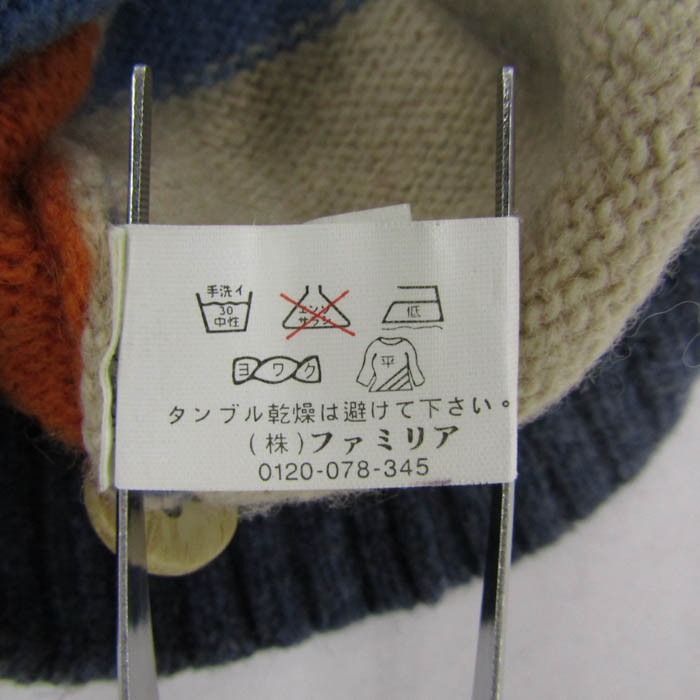 手洗イ
30
中性
エンソ
サラシ
低
ヨワク
平
タンブル乾燥は避けて下さい。
(株)ファミリア
0120-078-345